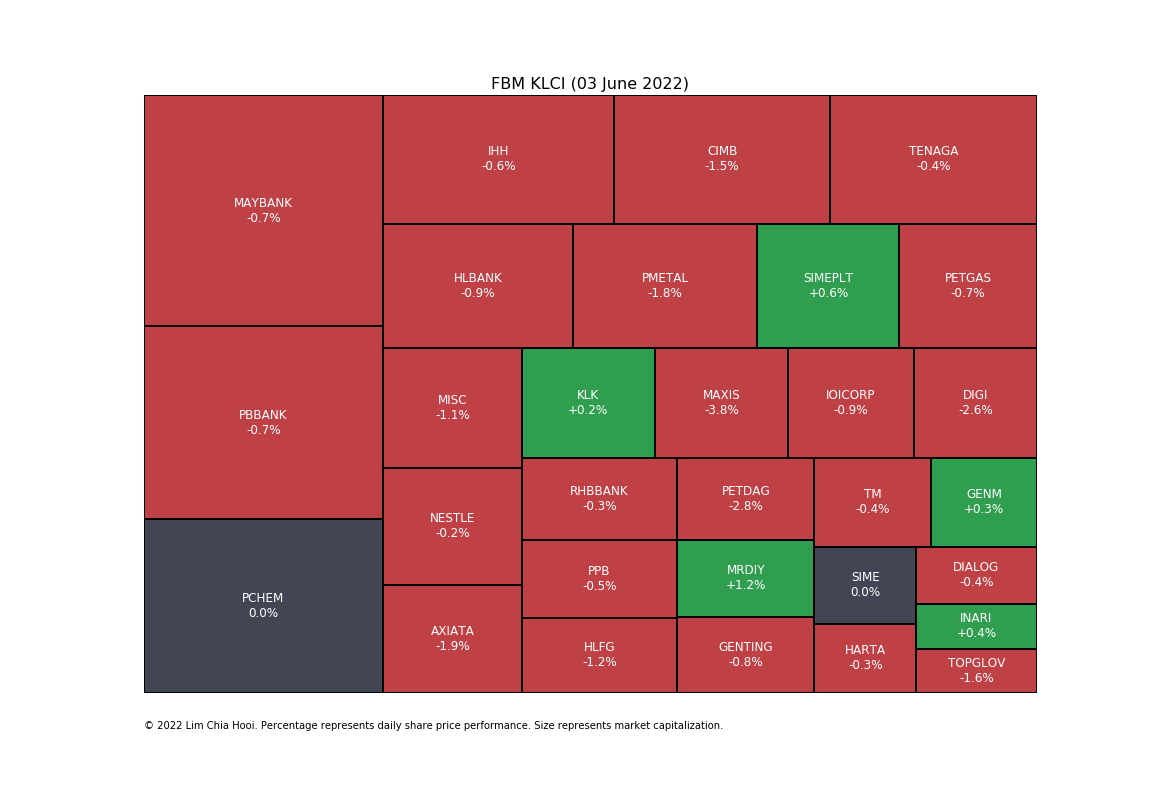 FBM KLCI (03 June 2022)
MAYBANK
-0.7%
IHH
-0.6%
CIMB
-1.5%
TENAGA
-0.4%
HLBANK
-0.9%
PMETAL
-1.8%
SIMEPLT
+0.6%
PETGAS
-0.7%
PBBANK
-0.7%
MISC
-1.1%
KLK
+0.2%
MAXIS
-3.8%
IOICORP
-0.9%
DIGI
-2.6%
RHBBANK
-0.3%
PETDAG
-2.8%
TM
-0.4%
GENM
+0.3%
NESTLE
-0.2%
PCHEM
0.0%
PPB
-0.5%
MRDIY
+1.2%
SIME
0.0%
DIALOG
-0.4%
INARI
+0.4%
AXIATA
-1.9%
HLFG
-1.2%
GENTING
-0.8%
HARTA
-0.3%
TOPGLOV
-1.6%
© 2022 Lim Chia Hooi. Percentage represents daily share price performance. Size represents market capitalization.